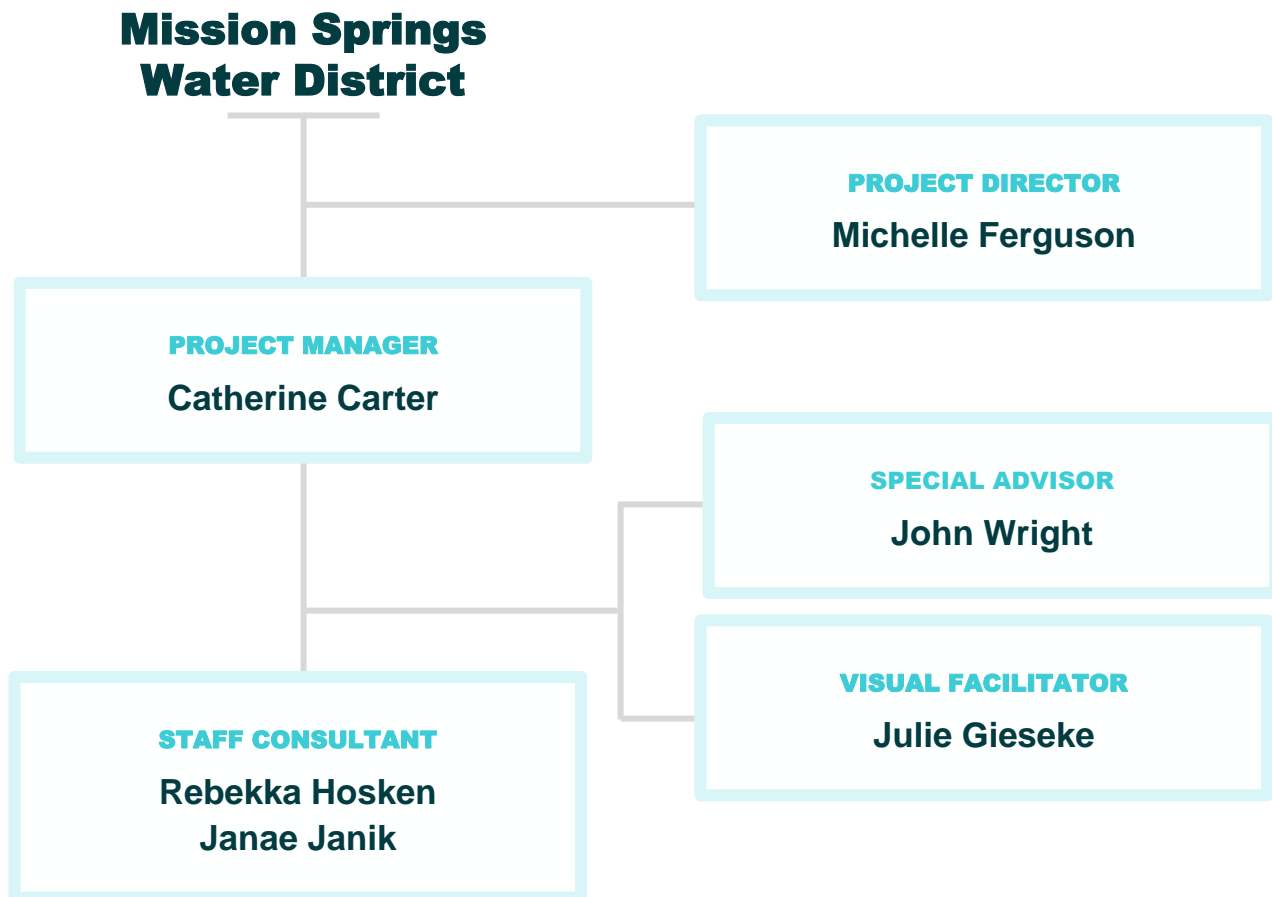 Mission Springs
Water District
PROJECT DIRECTOR
Michelle Ferguson
PROJECT MANAGER
Catherine Carter
SPECIAL ADVISOR
John Wright
VISUAL FACILITATOR
Julie Gieseke
STAFF CONSULTANT
Rebekka Hosken
Janae Janik